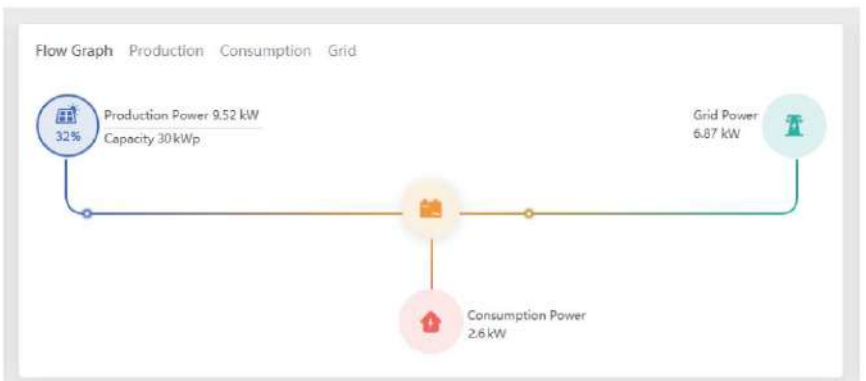 Flow Graph Production Consumption Grid
Production Power 9.52 kW
Capacity 30 kWp
32%
Grid Power
6.87 kW
Consumption Power
2.6 kW